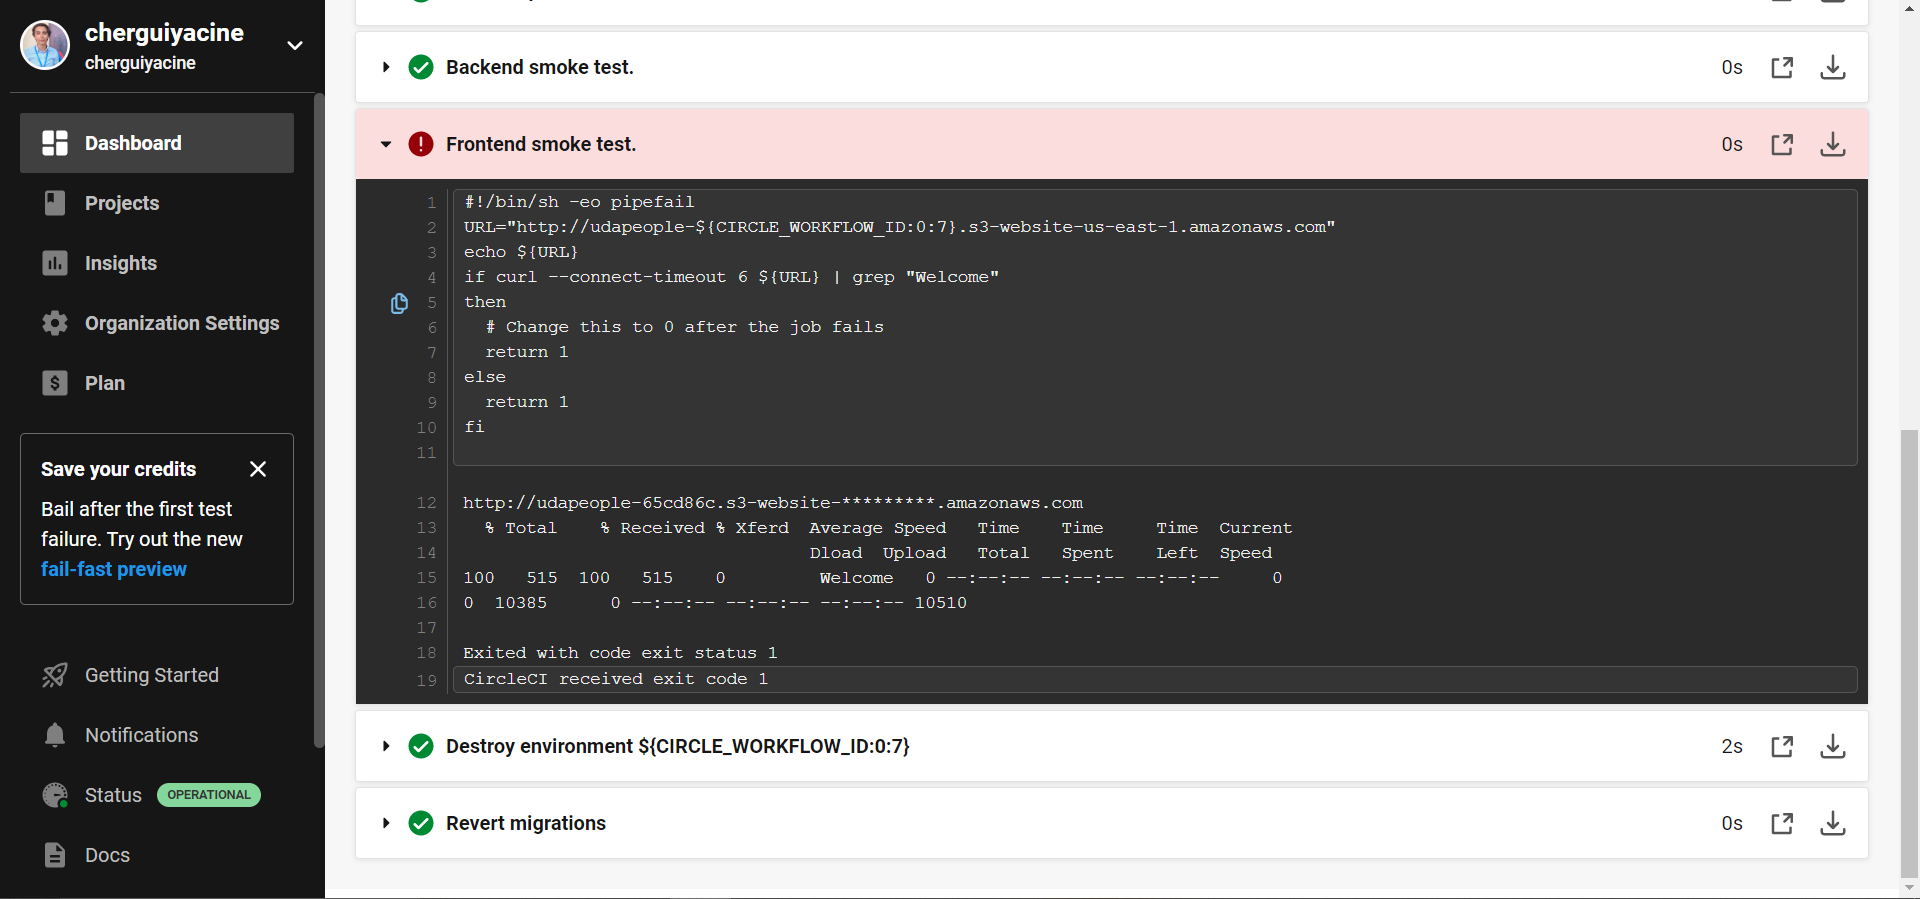 cherguiyacine
cherguiyacine
Dashboard
Projects
Insights
Organization Settings
Plan
Save your credits
Bail after the first test
failure. Try out the new
fail-fast preview
Getting Started
Notifications
Status OPERATIONAL
Docs
Backend smoke test. 0s
Frontend smoke test. 0s
1 #!/bin/sh -eo pipefail
2 URL="http://udapeople-${CIRCLE_WORKFLOW_ID:0:7}.s3-website-us-east-1.amazonaws.com"
3 echo ${URL}
4 if curl --connect-timeout 6 ${URL} | grep "Welcome"
5 then
6   # Change this to 0 after the job fails
7   return 1
8 else
9   return 1
10 fi
11
12 http://udapeople-65cd86c.s3-website-*********.amazonaws.com
13   % Total    % Received % Xferd  Average Speed   Time    Time     Time  Current
14                                  Dload  Upload   Total   Spent    Left  Speed
15 100   515  100   515    0         Welcome   0 --:--:-- --:--:-- --:--:--     0
16 0  10385      0 --:--:-- --:--:-- --:--:-- 10510
17
18 Exited with code exit status 1
19 CircleCI received exit code 1
Destroy environment ${CIRCLE_WORKFLOW_ID:0:7} 2s
Revert migrations 0s